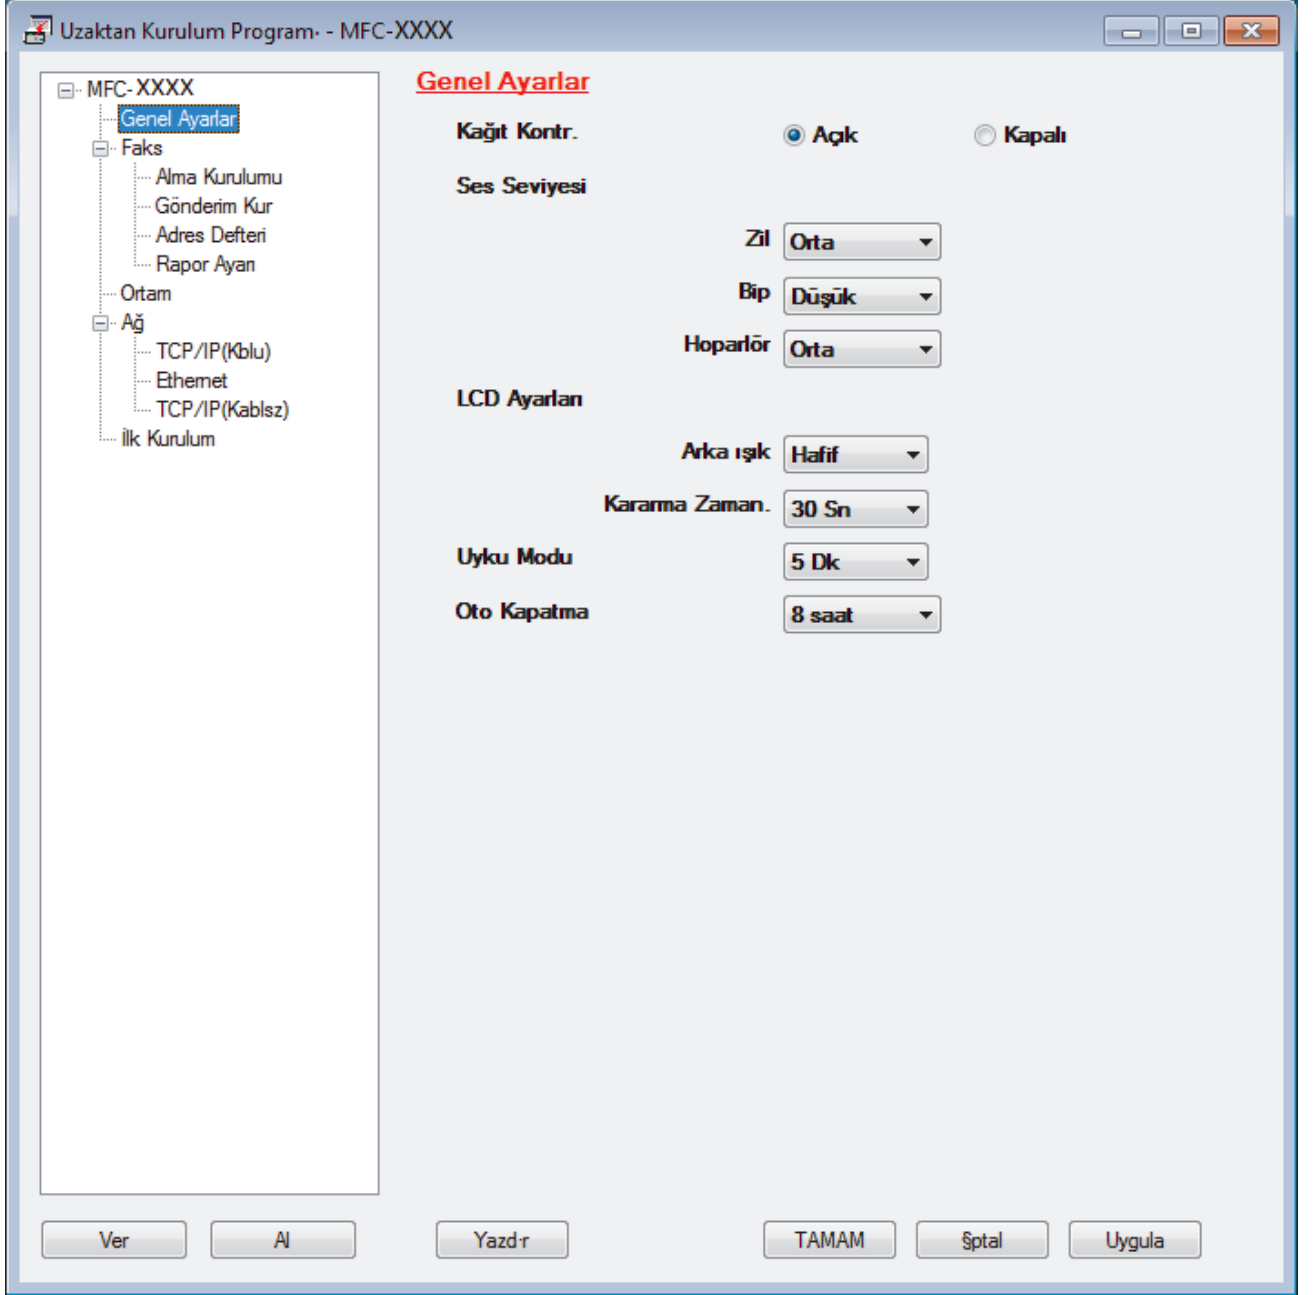 Uzaktan Kurulum Program· - MFC-XXXX
MFC-XXXX
Genel Ayarlar
Faks
Alma Kurulumu
Gönderim Kur
Adres Defteri
Rapor Ayarı
Ortam
Ağ
TCP/IP(Kblu)
Ethernet
TCP/IP(Kablsz)
İlk Kurulum
Genel Ayarlar
Kağıt Kontr. Açık Kapalı
Ses Seviyesi
Zil Orta
Bip Düşük
Hoparlör Orta
LCD Ayarları
Arka ışık Hafif
Kararma Zaman. 30 Sn
Uyku Modu 5 Dk
Oto Kapatma 8 saat
Ver Al Yazd·r TAMAM §ptal Uygula